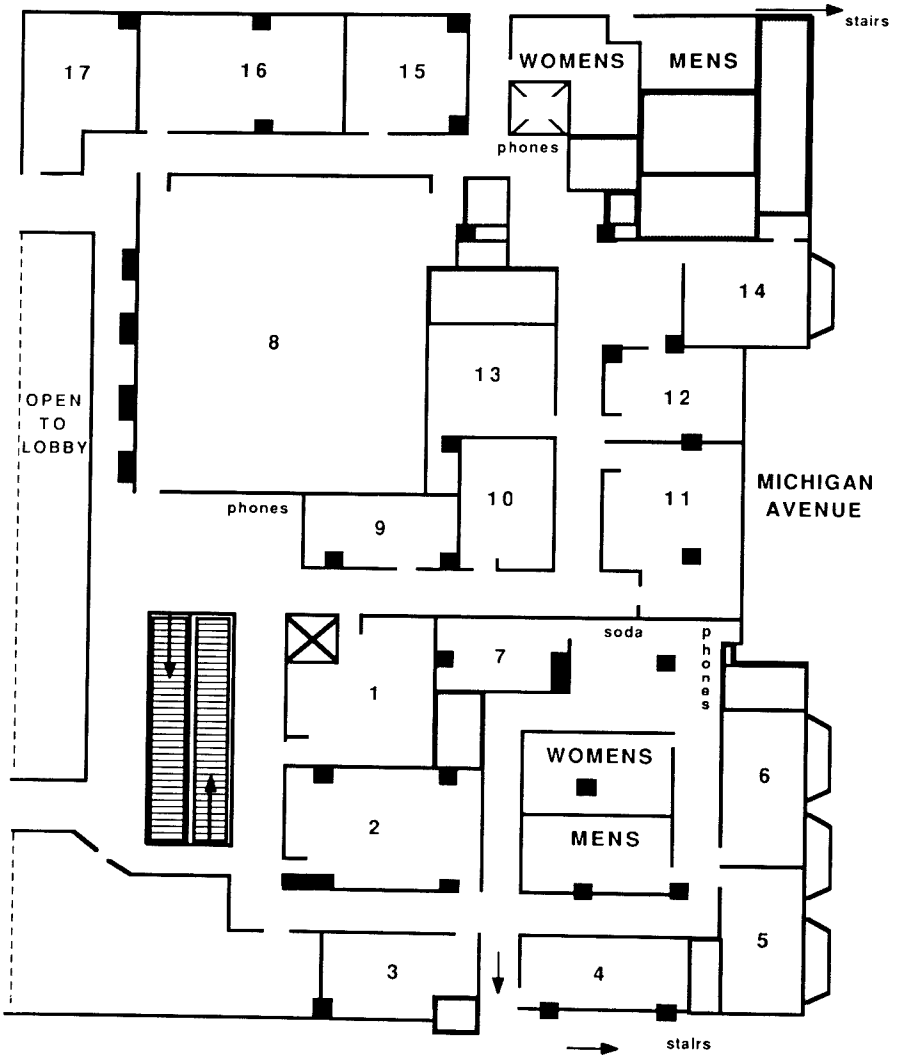 stairs
17
16
15
WOMENS
MENS
phones
14
8
13
12
OPEN
TO
LOBBY
MICHIGAN
AVENUE
11
10
phones
9
soda
phones
7
1
WOMENS
6
2
MENS
5
3
4
stairs